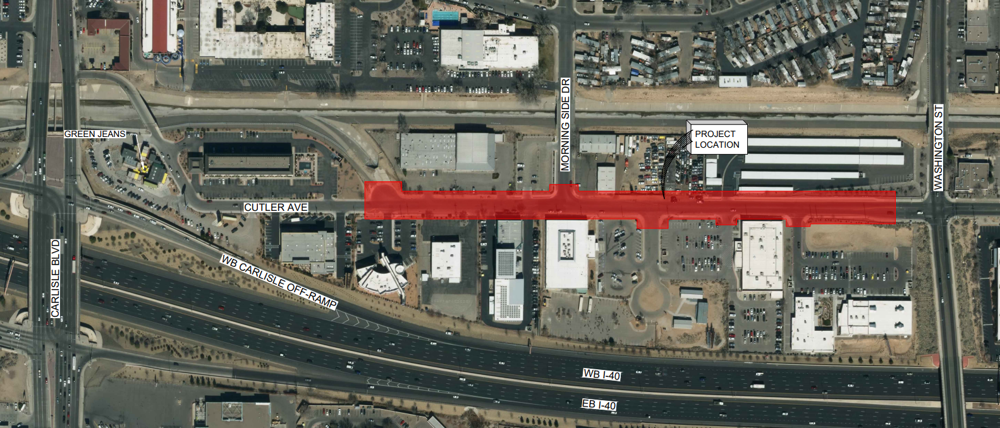 MORNING SIDE DR
WASHINGTON ST
GREEN JEANS
PROJECT
LOCATION
CUTLER AVE
CARLISLE BLVD
WB CARLISLE OFF-RAMP
WB I-40
EB I-40